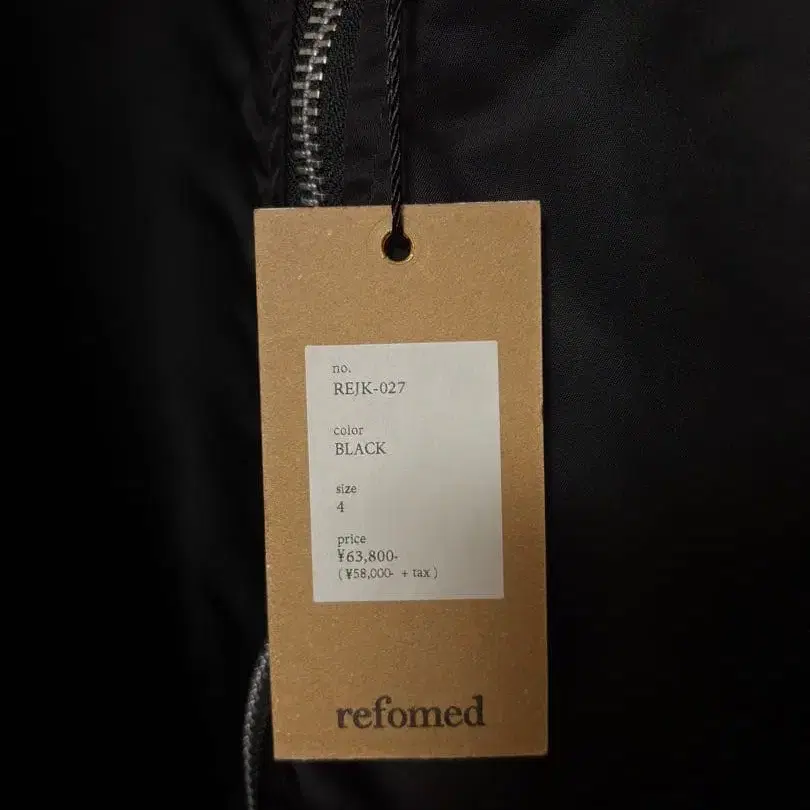 no.
REJK-027
color
BLACK
size
4
price
¥63,800-
(¥58,000- + tax)
refomed